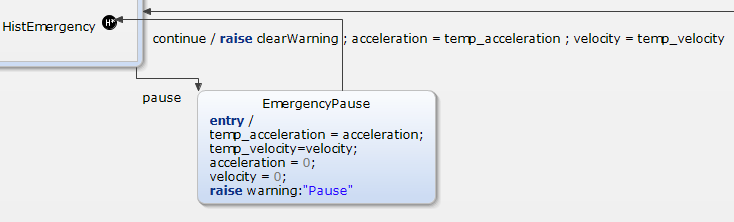 HistEmergency H*
continue / raise clearWarning ; acceleration = temp_acceleration ; velocity = temp_velocity
pause
EmergencyPause
entry /
temp_acceleration = acceleration;
temp_velocity=velocity;
acceleration = 0;
velocity = 0;
raise warning:"Pause"